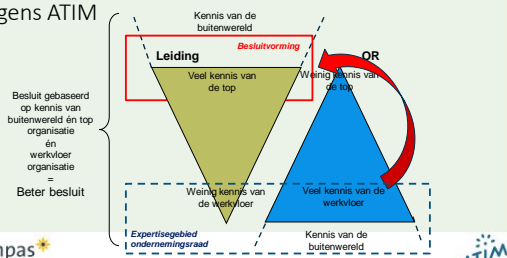 gens ATIM
Kennis van de
buitenwereld
Besluitvorming
Leiding
OR
Veel kennis van
de top
Weinig kennis van
de top
Besluit gebaseerd
op kennis van
buitenwereld én top
organisatie
én
werkvloer
organisatie
=
Beter besluit
Weinig kennis van
de werkvloer
Veel kennis van de
werkvloer
Expertisegebied
ondernemingsraad
Kennis van de
buitenwereld
mpas
ATIM